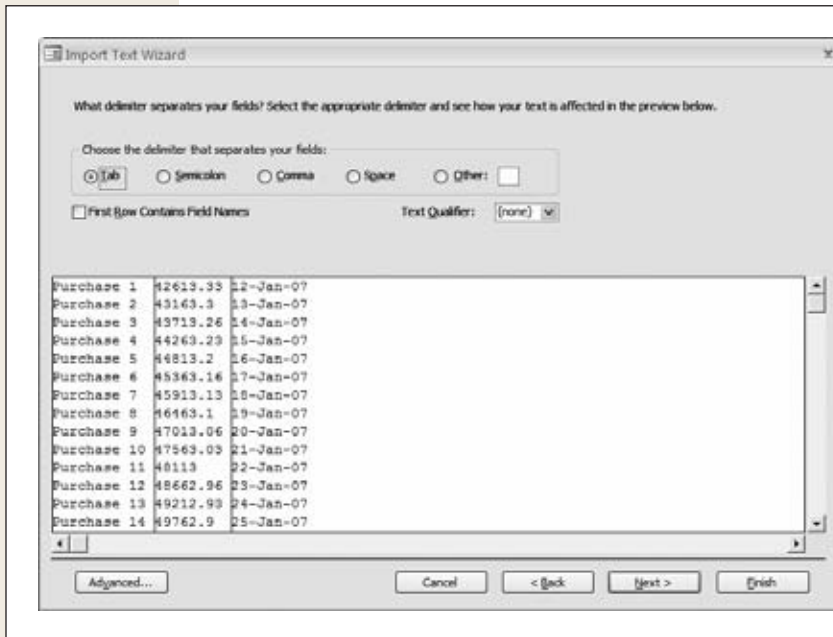 Import Text Wizard
What delimiter separates your fields? Select the appropriate delimiter and see how your text is affected in the preview below.
Choose the delimiter that separates your fields:
Tab Semicolon Comma Space Other:
First Row Contains Field Names Text Qualifier: {none}
Purchase 1 42613.33 12-Jan-07
Purchase 2 43163.3 13-Jan-07
Purchase 3 43713.26 14-Jan-07
Purchase 4 44263.23 15-Jan-07
Purchase 5 44813.2 16-Jan-07
Purchase 6 45363.16 17-Jan-07
Purchase 7 45913.13 18-Jan-07
Purchase 8 46463.1 19-Jan-07
Purchase 9 47013.06 20-Jan-07
Purchase 10 47563.03 21-Jan-07
Purchase 11 48113 22-Jan-07
Purchase 12 48662.96 23-Jan-07
Purchase 13 49212.93 24-Jan-07
Purchase 14 49762.9 25-Jan-07
Advanced... Cancel < Back Next > Finish